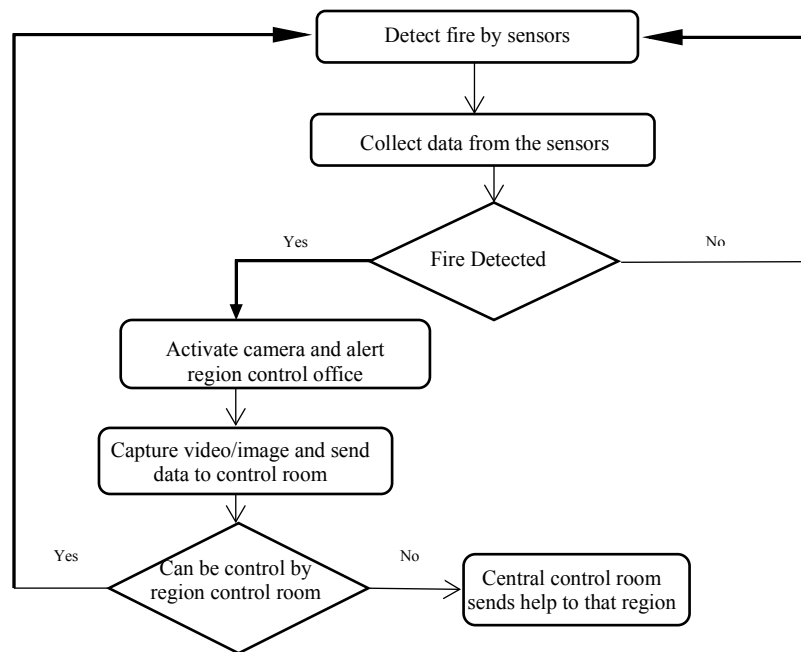 Detect fire by sensors
Collect data from the sensors
Yes
No
Fire Detected
Activate camera and alert
region control office
Capture video/image and send
data to control room
Yes
Can be control by
region control room
No
Central control room
sends help to that region